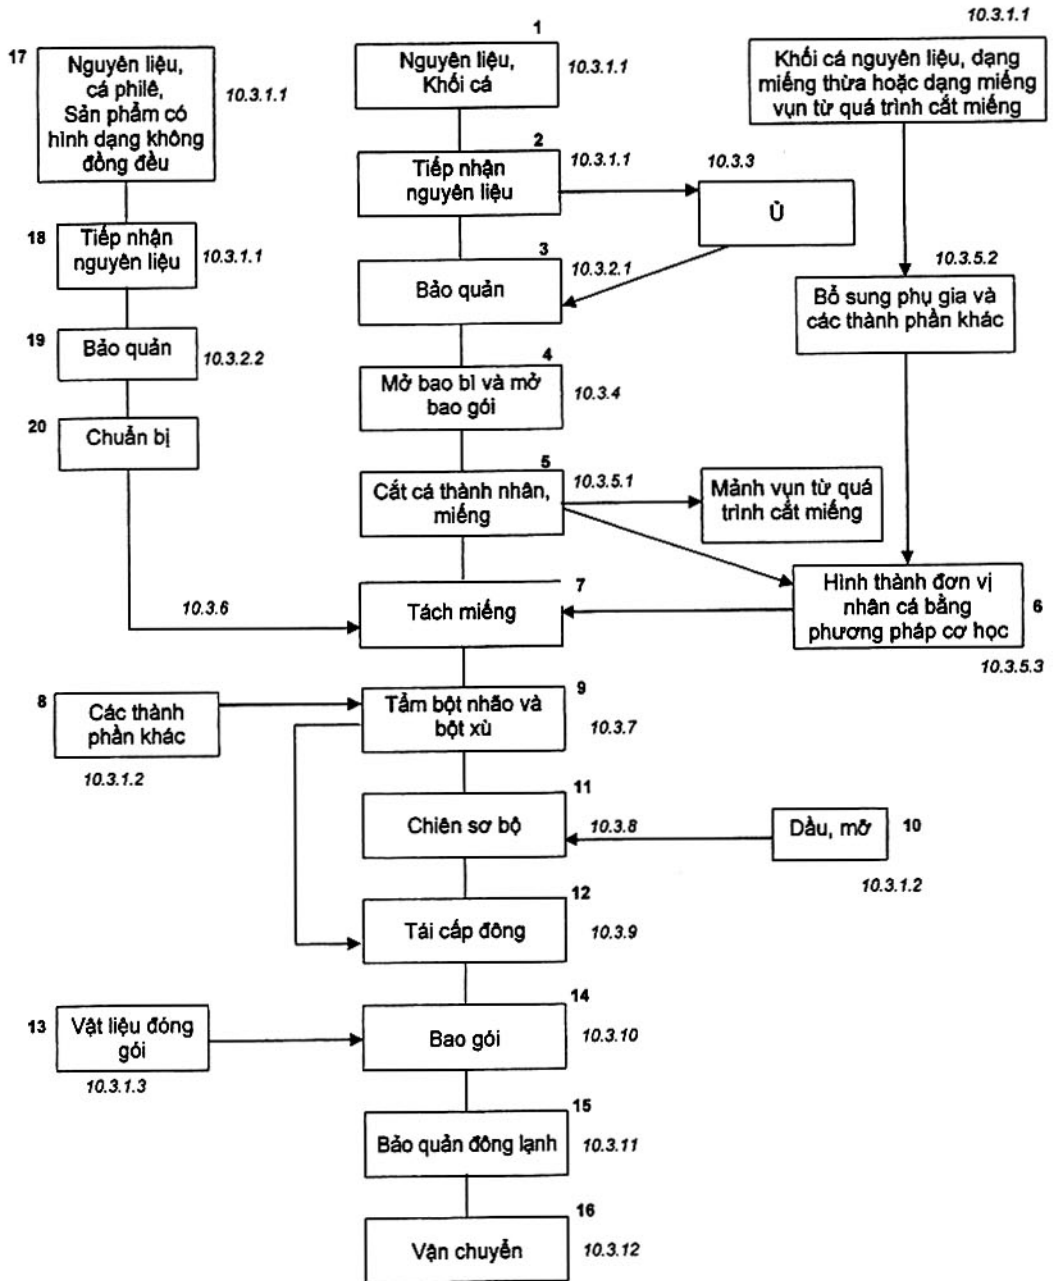 10.3.1.1
17
Nguyên liệu,
cá philê,
Sản phẩm có
hình dạng không
đồng đều
10.3.1.1
1
Nguyên liệu,
Khối cá
10.3.1.1
Khối cá nguyên liệu, dạng
miếng thừa hoặc dạng miếng
vụn từ quá trình cắt miếng
2
Tiếp nhận
nguyên liệu
10.3.1.1
10.3.3
Ủ
18
Tiếp nhận
nguyên liệu
10.3.1.1
3
Bảo quản
10.3.2.1
10.3.5.2
Bổ sung phụ gia và
các thành phần khác
19
Bảo quản
10.3.2.2
4
Mở bao bì và mở
bao gói
10.3.4
20
Chuẩn bị
5
Cắt cá thành nhân,
miếng
10.3.5.1
Mảnh vụn từ quá
trình cắt miếng
10.3.6
7
Tách miếng
Hình thành đơn vị
nhân cá bằng
phương pháp cơ học
6
10.3.5.3
8
Các thành
phần khác
10.3.1.2
9
Tẩm bột nhão và
bột xù
10.3.7
11
Chiên sơ bộ
10.3.8
Dầu, mỡ
10
10.3.1.2
12
Tái cấp đông
10.3.9
13
Vật liệu đóng
gói
10.3.1.3
14
Bao gói
10.3.10
15
Bảo quản đông lạnh
10.3.11
16
Vận chuyển
10.3.12